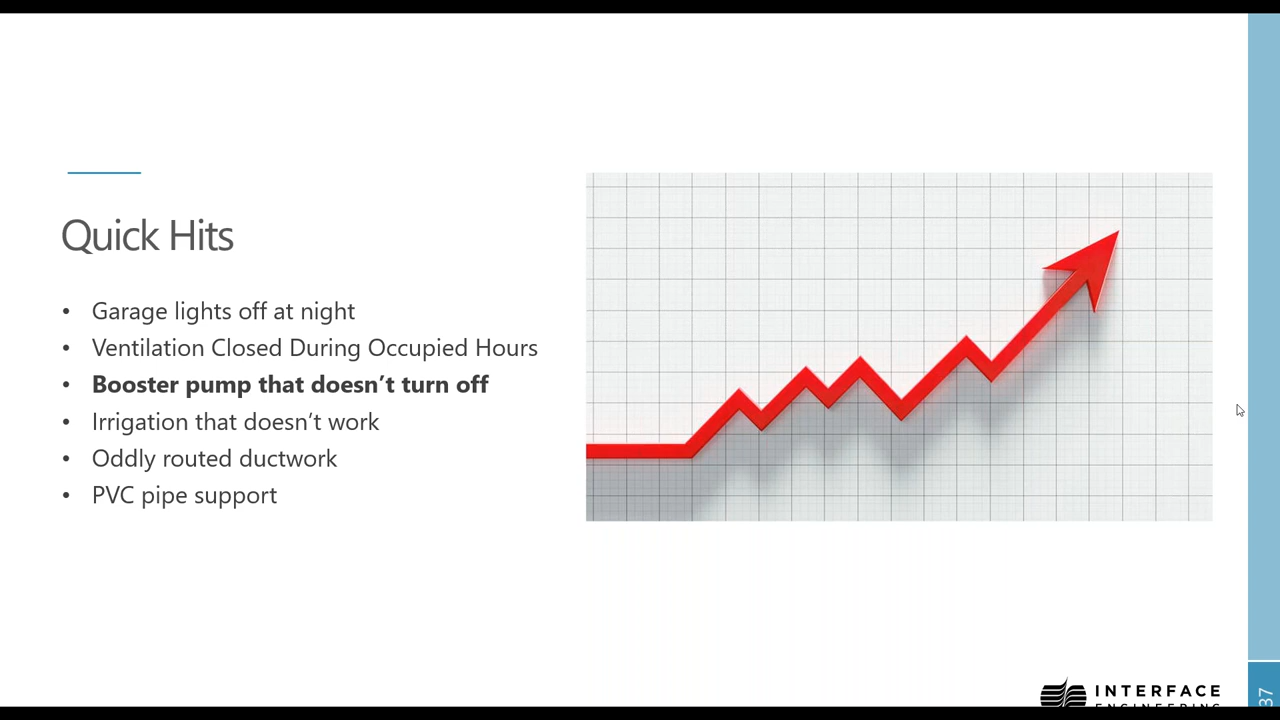 Quick Hits
• Garage lights off at night
• Ventilation Closed During Occupied Hours
• Booster pump that doesn’t turn off
• Irrigation that doesn’t work
• Oddly routed ductwork
• PVC pipe support
INTERFACE
ENGINEERING
37